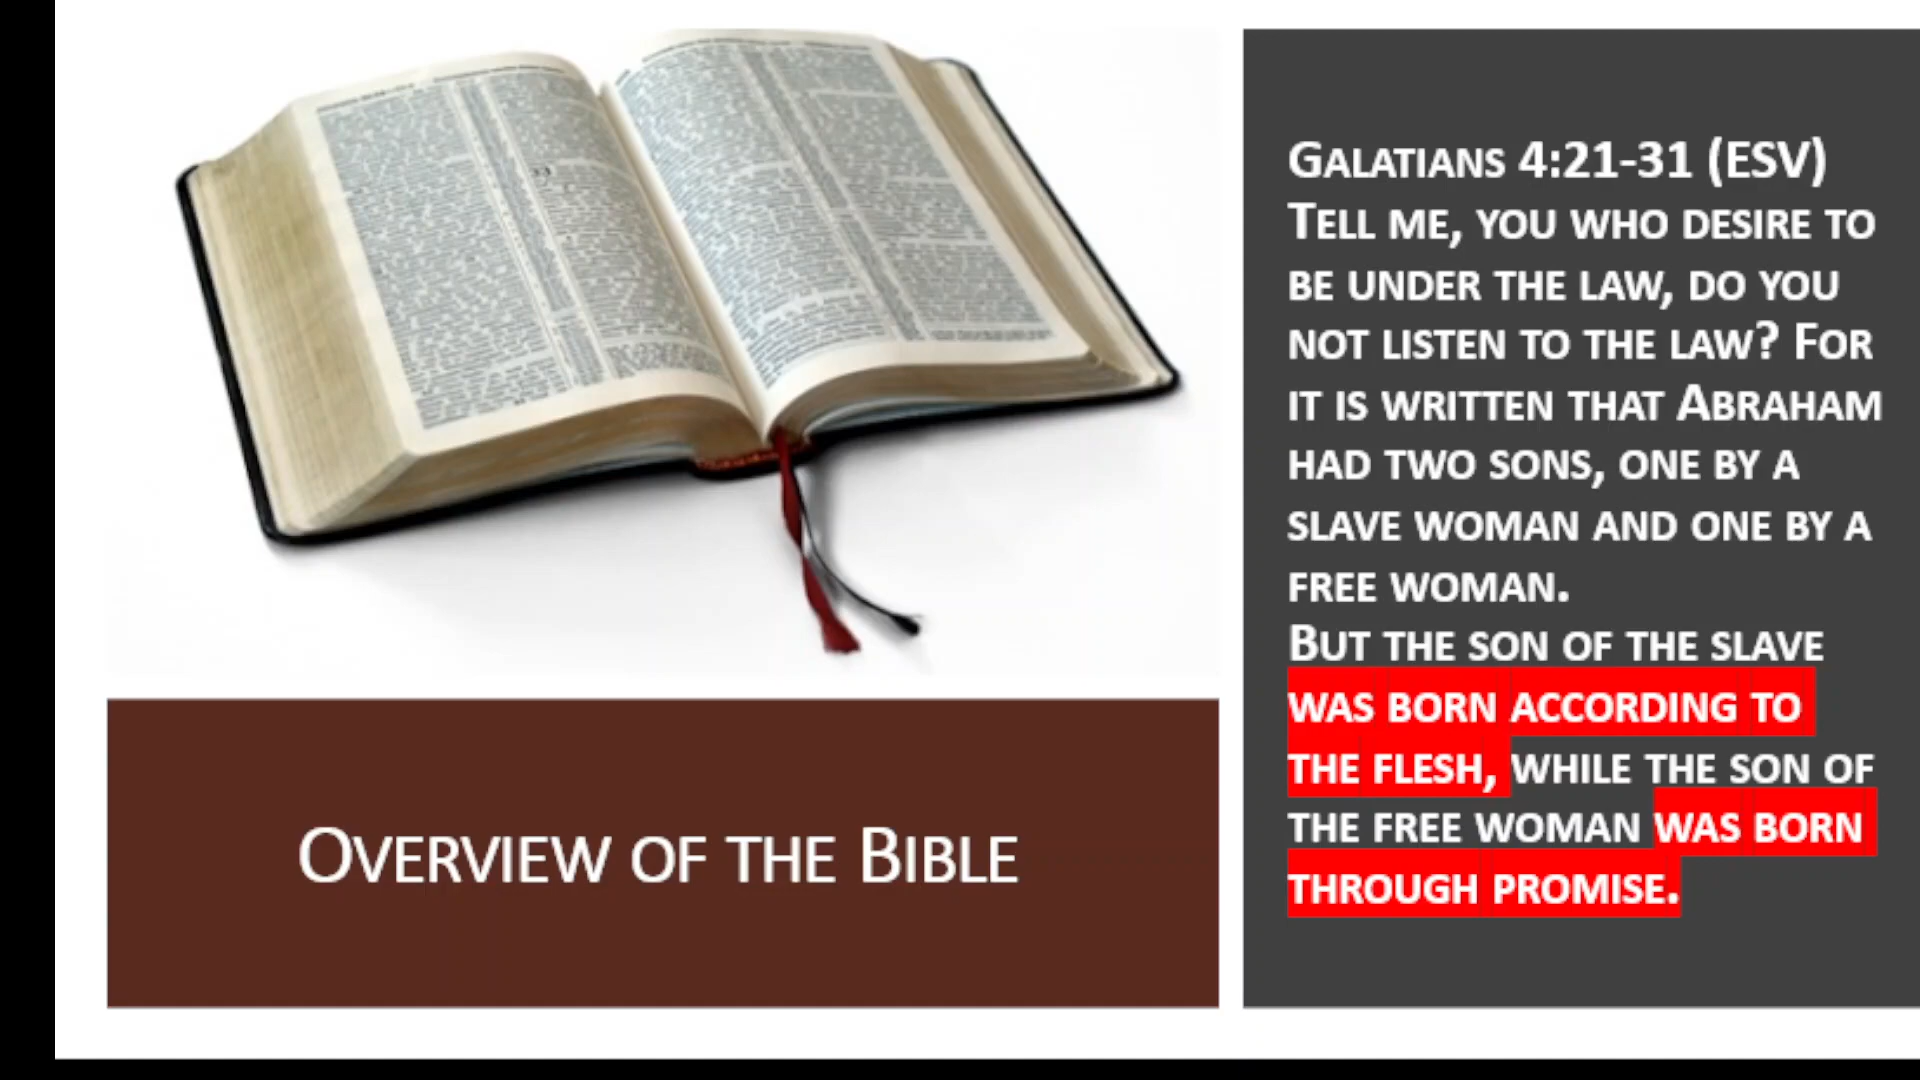 Galatians 4:21-31 (ESV)
Tell me, you who desire to
be under the law, do you
not listen to the law? For
it is written that Abraham
had two sons, one by a
slave woman and one by a
free woman.
But the son of the slave
was born according to
the flesh, while the son of
the free woman was born
through promise.
Overview of the Bible